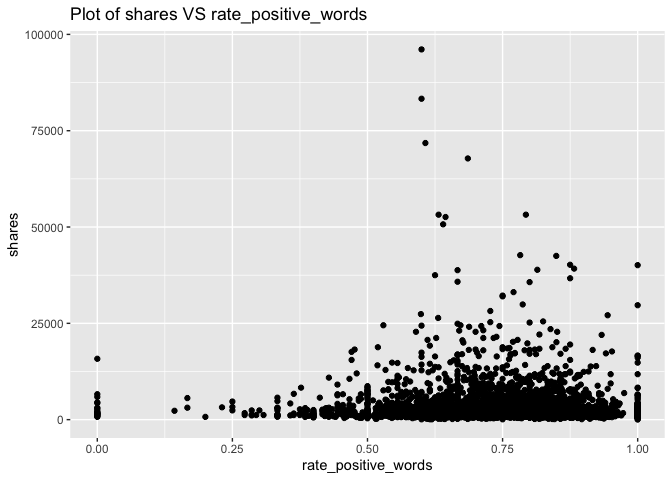 Plot of shares VS rate_positive_words
100000
75000
50000
25000
0
shares
0.00 0.25 0.50 0.75 1.00
rate_positive_words